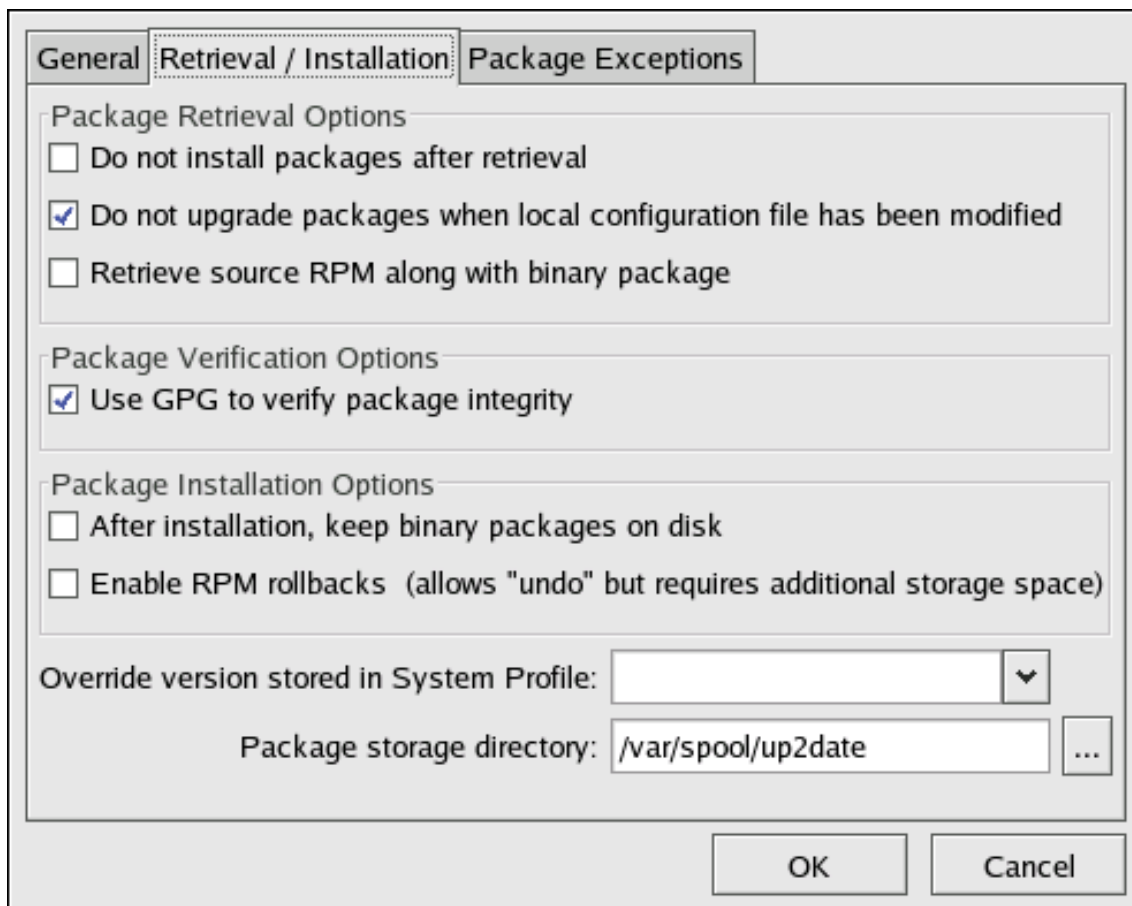 General
Retrieval / Installation
Package Exceptions
Package Retrieval Options
Do not install packages after retrieval
Do not upgrade packages when local configuration file has been modified
Retrieve source RPM along with binary package
Package Verification Options
Use GPG to verify package integrity
Package Installation Options
After installation, keep binary packages on disk
Enable RPM rollbacks (allows "undo" but requires additional storage space)
Override version stored in System Profile:
Package storage directory: /var/spool/up2date ...
OK
Cancel